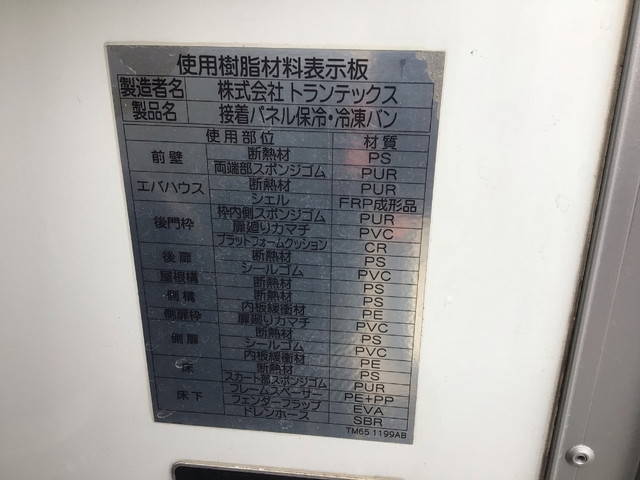 使用樹脂材料表示板
製造者名 株式会社 トランテックス
製品名 接着パネル保冷・冷凍バン
使用部位 材質
前壁 断熱材 PS
両端部スポンジゴム PUR
エバハウス 断熱材 PUR
シェル FRP成形品
後門枠 枠内側スポンジゴム PUR
扉廻りカマチ PVC
プラットフォームクッション CR
後扉 断熱材 PS
シールゴム PVC
屋根構 断熱材 PS
側構 断熱材 PS
内板緩衝材 PE
側扉枠 扉廻りカマチ PVC
側扉 断熱材 PS
シールゴム PVC
内板緩衝材 PE
床 断熱材 PS
床下 スカート部スポンジゴム PUR
フレームスペーサー PE+PP
フェンダーフラップ EVA
ドレンホース SBR
TM65 1199AB